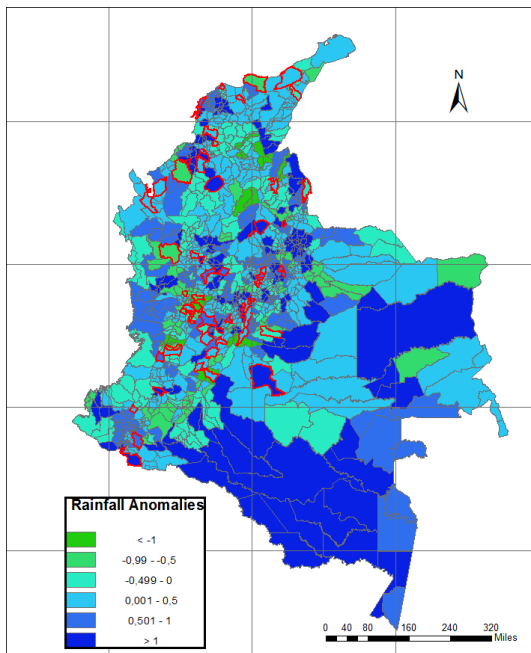 N
Rainfall Anomalies
< -1
-0,99 - -0,5
-0,499 - 0
0,001 - 0,5
0,501 - 1
> 1
0 40 80 160 240 320
Miles